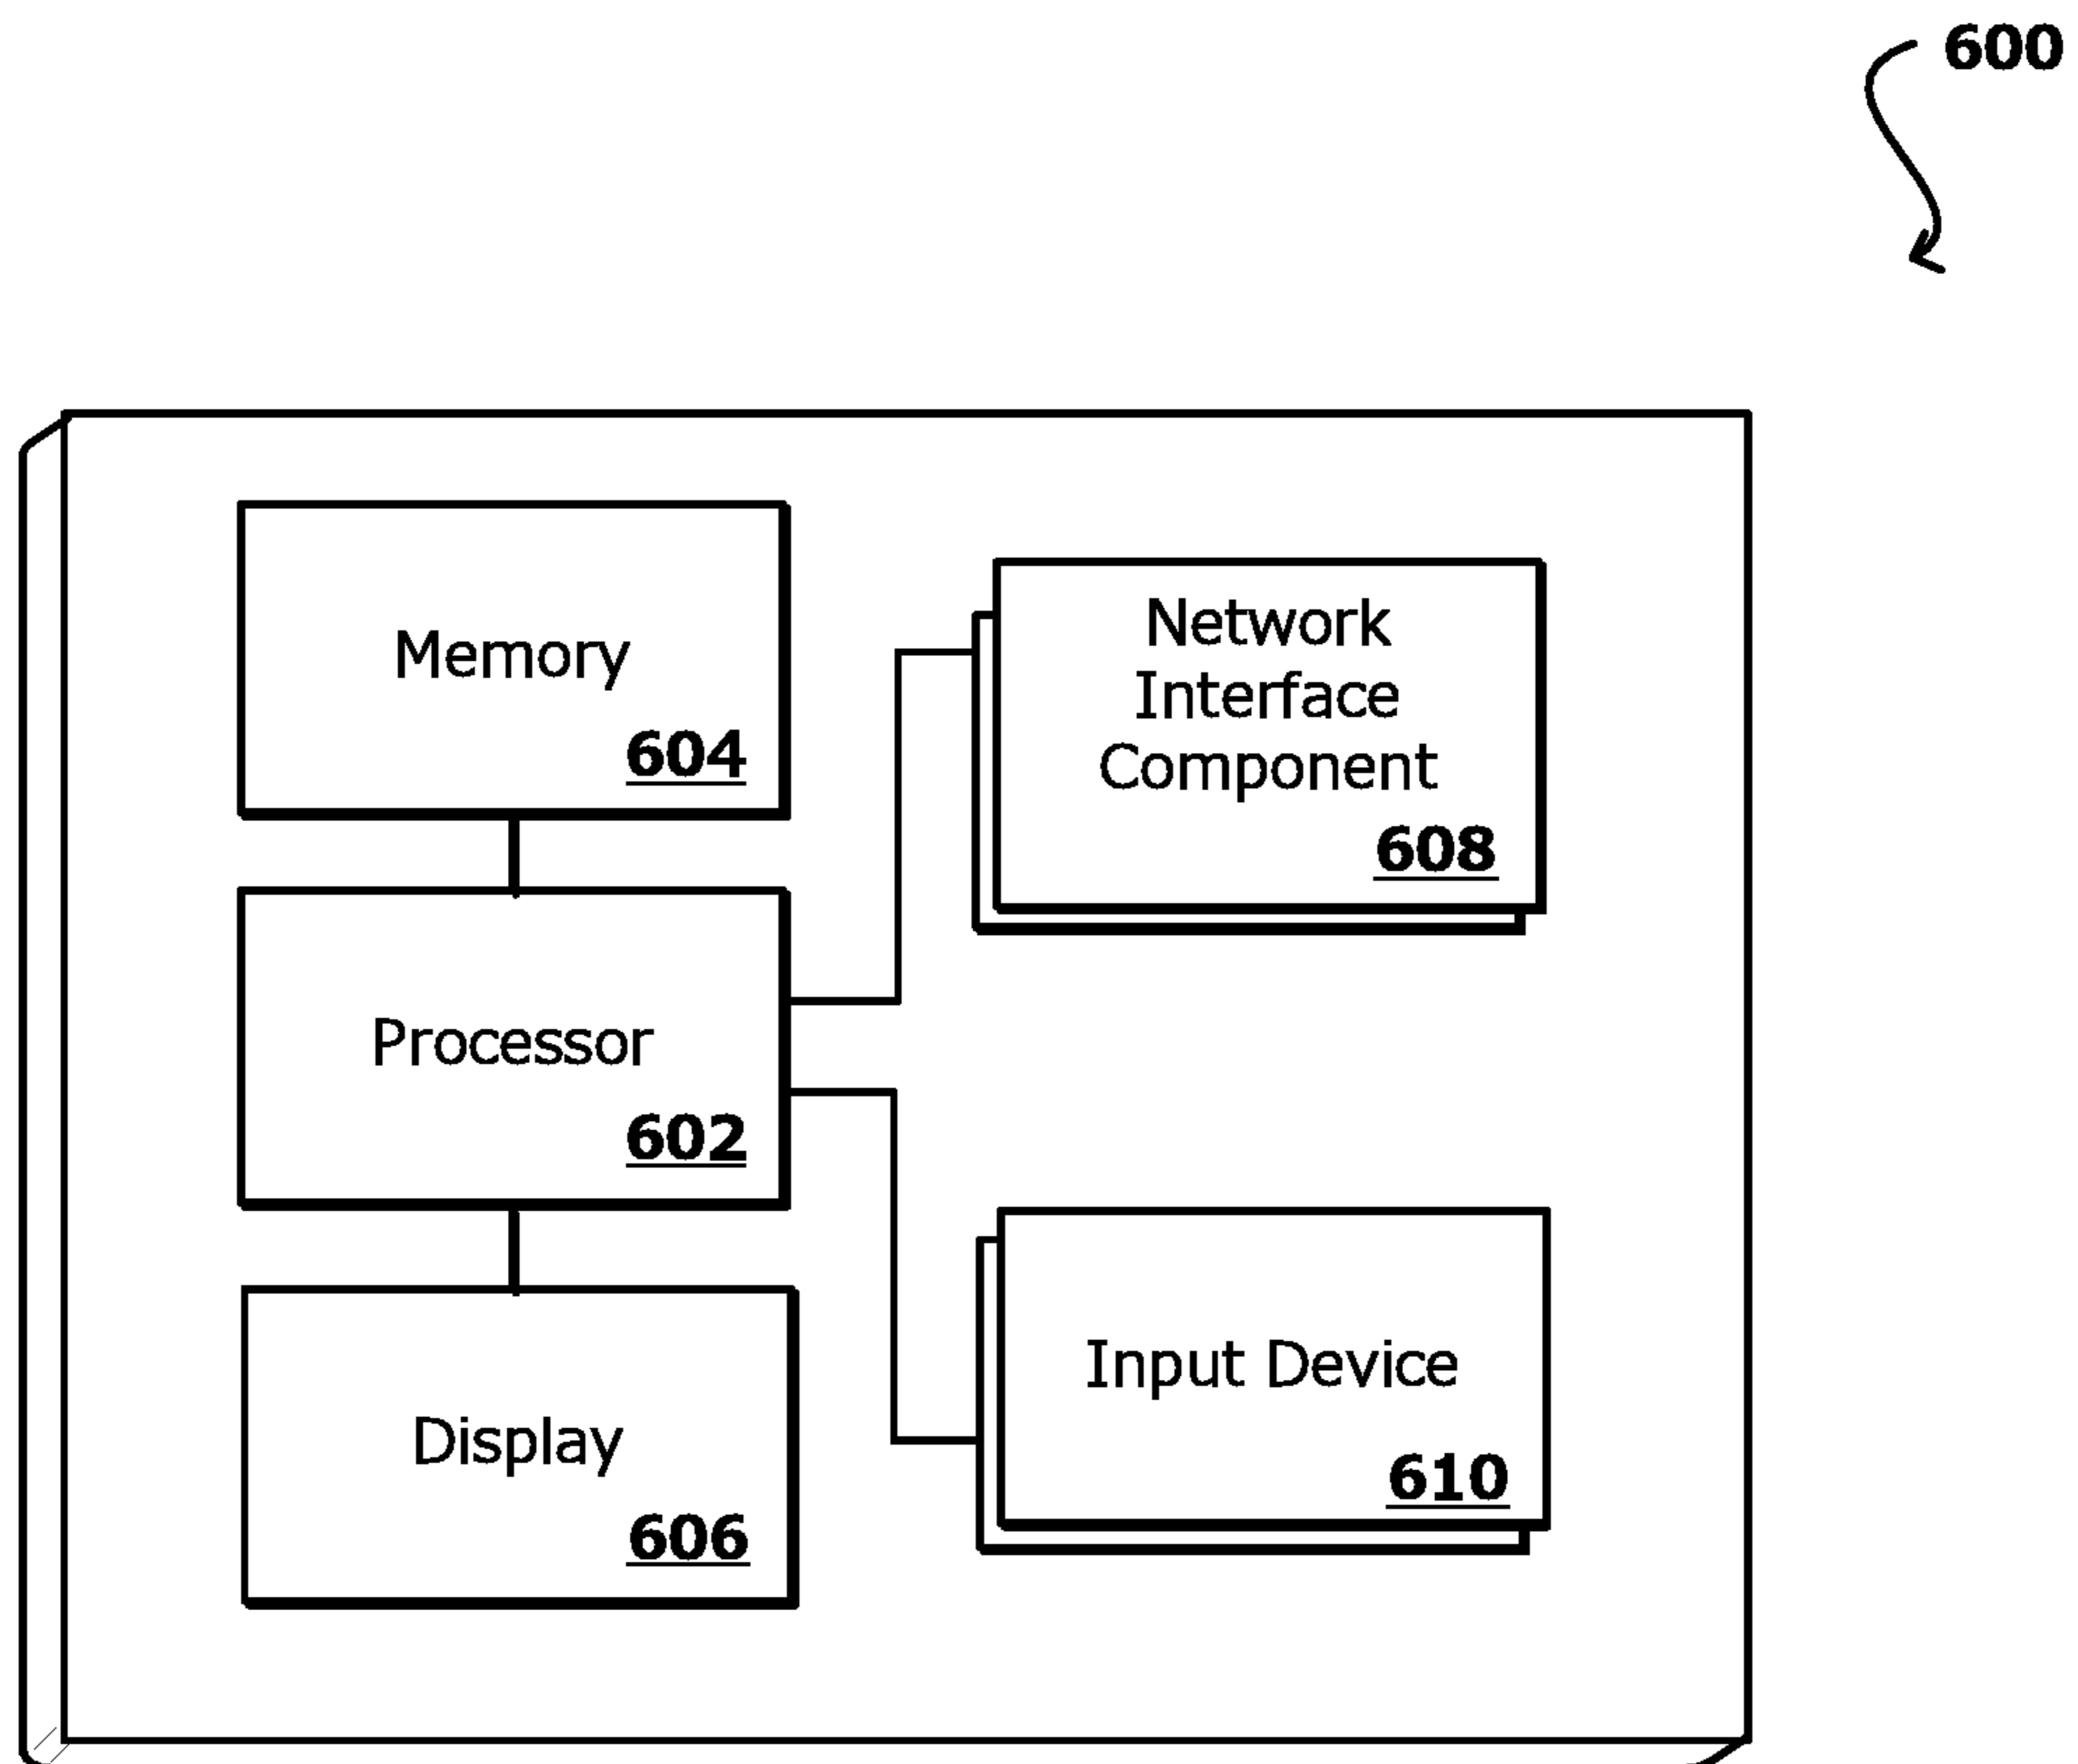 600
Memory
604
Network
Interface
Component
608
Processor
602
Input Device
610
Display
606